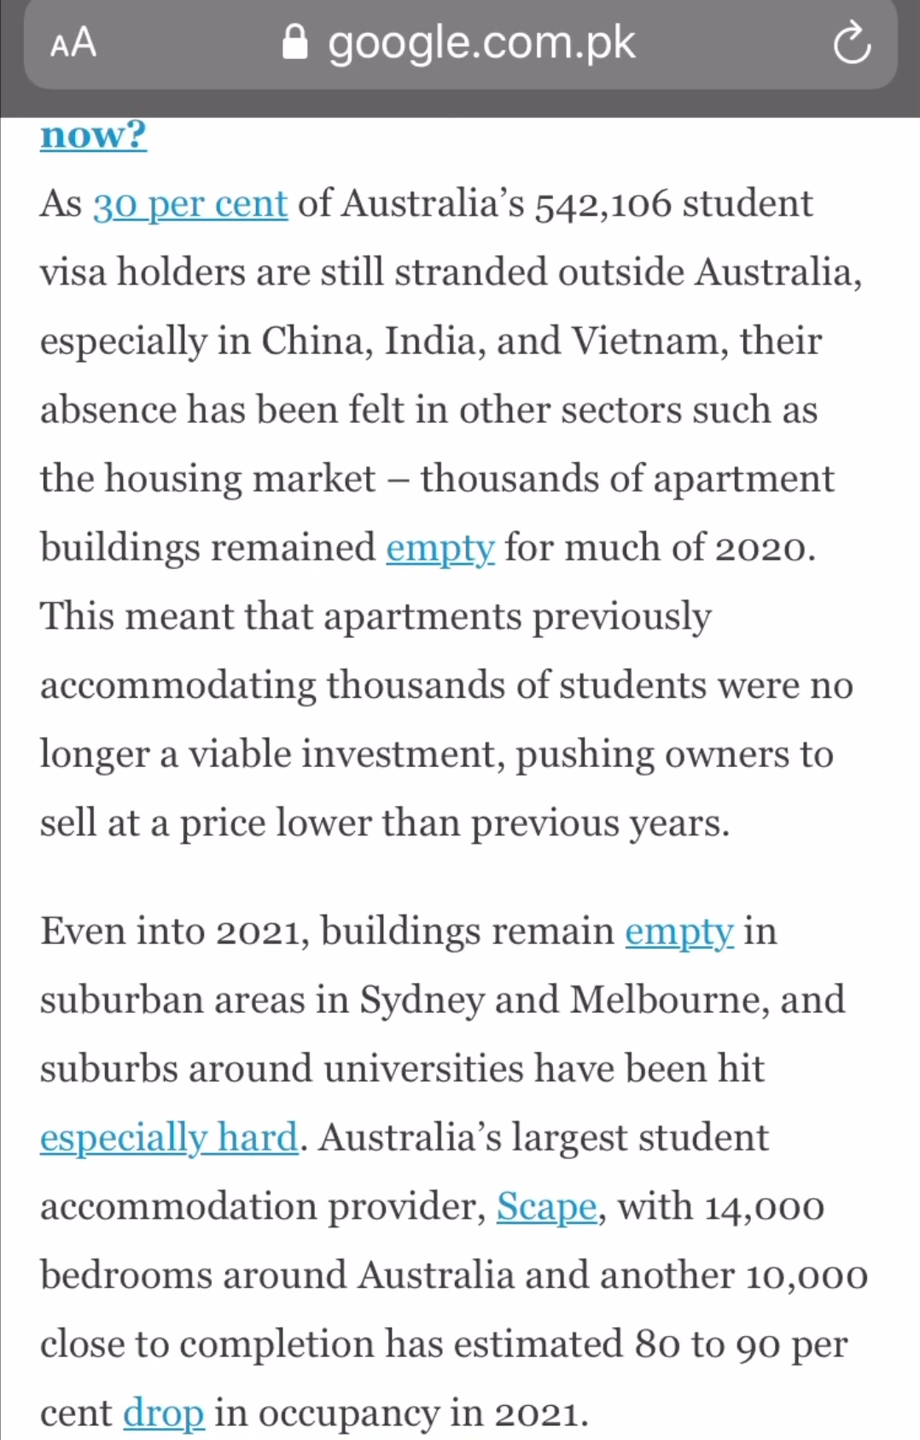 AA google.com.pk
now?
As 30 per cent of Australia’s 542,106 student
visa holders are still stranded outside Australia,
especially in China, India, and Vietnam, their
absence has been felt in other sectors such as
the housing market – thousands of apartment
buildings remained empty for much of 2020.
This meant that apartments previously
accommodating thousands of students were no
longer a viable investment, pushing owners to
sell at a price lower than previous years.
Even into 2021, buildings remain empty in
suburban areas in Sydney and Melbourne, and
suburbs around universities have been hit
especially hard. Australia’s largest student
accommodation provider, Scape, with 14,000
bedrooms around Australia and another 10,000
close to completion has estimated 80 to 90 per
cent drop in occupancy in 2021.